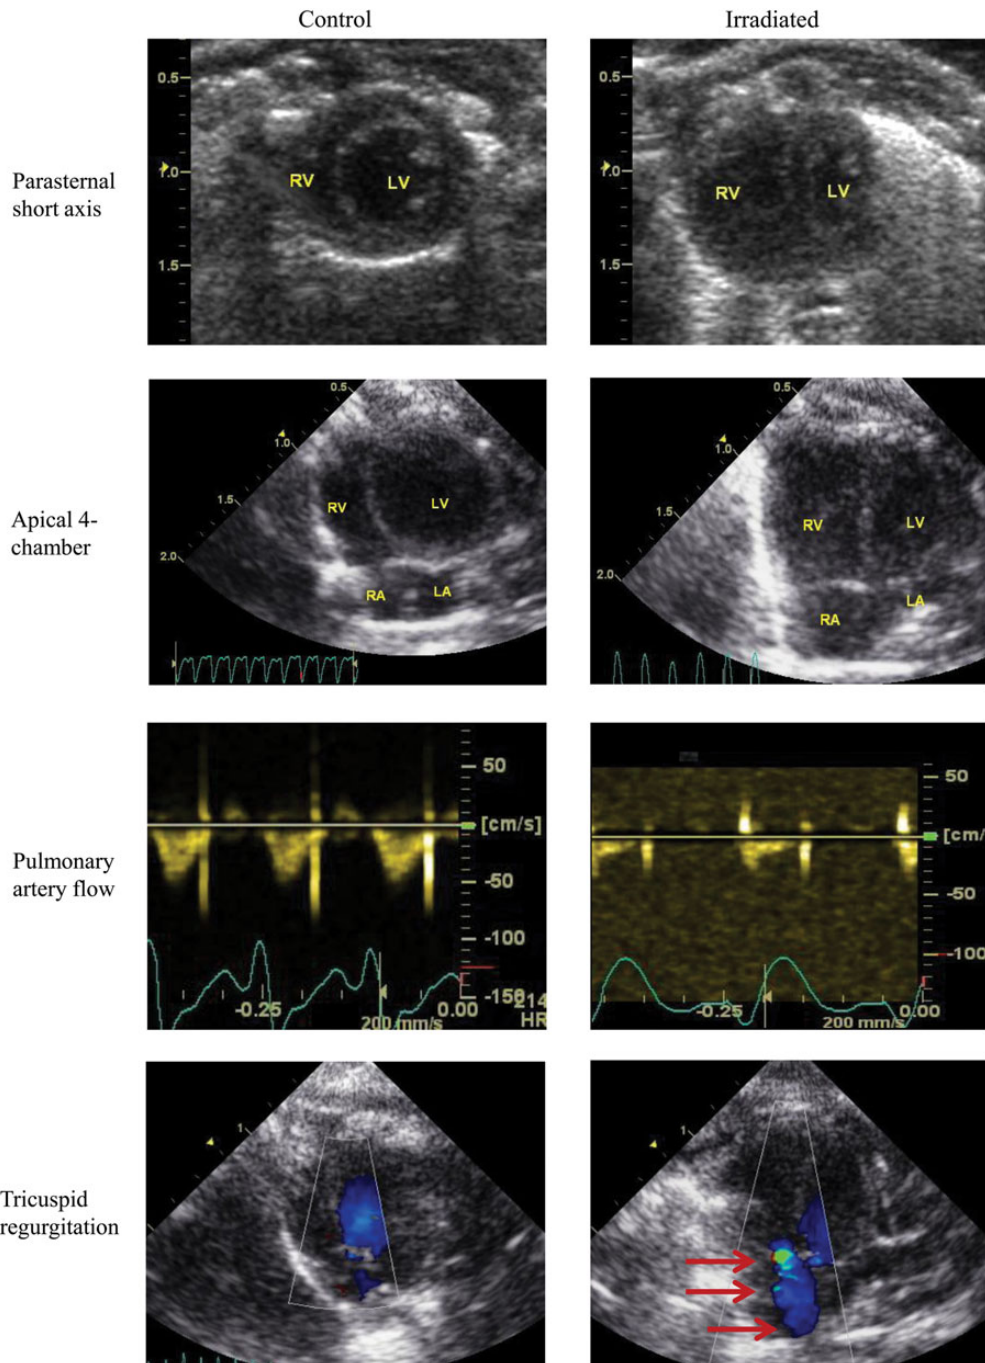 Control
Irradiated
Parasternal
short axis
0.5
1.0
1.5
RV
LV
0.5
1.0
1.5
RV
LV
Apical 4-
chamber
0.5
1.0
1.5
2.0
RV
LV
RA
LA
0.5
1.0
1.5
2.0
RV
LV
RA
LA
Pulmonary
artery flow
50
[cm/s]
-50
-100
-150
-0.25
0.00
214
200 mm/s
HR
50
[cm/
-50
-100
-0.25
0.00
200 mm/s
Tricuspid
regurgitation
1
1